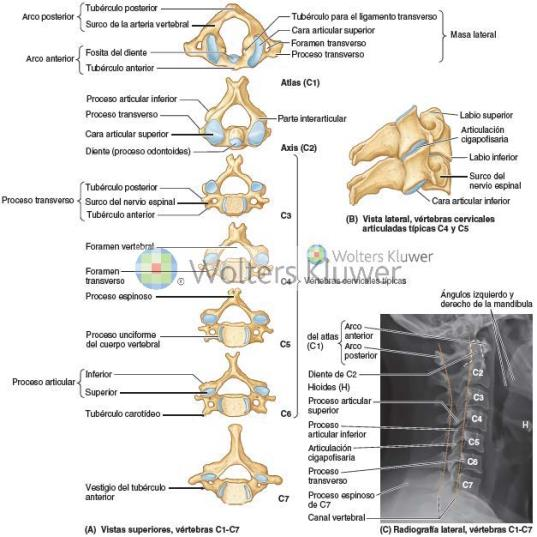 Tubérculo posterior
Arco posterior
Surco de la arteria vertebral
Fosita del diente
Arco anterior
Tubérculo anterior
Tubérculo para el ligamento transverso
Cara articular superior
Foramen transverso
Proceso transverso
Masa lateral
Atlas (C1)
Proceso articular inferior
Proceso transverso
Cara articular superior
Diente (proceso odontoides)
Parte interarticular
Axis (C2)
Tubérculo posterior
Proceso transverso
Surco del nervio espinal
Tubérculo anterior
C3
Foramen vertebral
Foramen
transverso
C4
Vértebras cervicales típicas
Proceso espinoso
Proceso unciforme
del cuerpo vertebral
C5
Inferior
Proceso articular
Superior
Tubérculo carotídeo
C6
Vestigio del tubérculo
anterior
C7
(A) Vistas superiores, vértebras C1-C7
Labio superior
Articulación
cigapofisaria
Labio inferior
Surco del
nervio espinal
Cara articular inferior
(B) Vista lateral, vértebras cervicales
articuladas típicas C4 y C5
® Wolters Kluwer
Wolters Kluwer
Ángulos izquierdo y
derecho de la mandíbula
Arco
anterior
del atlas
(C1)
Arco
posterior
Diente de C2
Hioides (H)
Proceso articular
superior
Proceso
articular inferior
Articulación
cigapofisaria
Proceso
transverso
Proceso espinoso
de C7
Canal vertebral
C2
C3
C4
C5
C6
C7
H
(C) Radiografía lateral, vértebras C1-C7